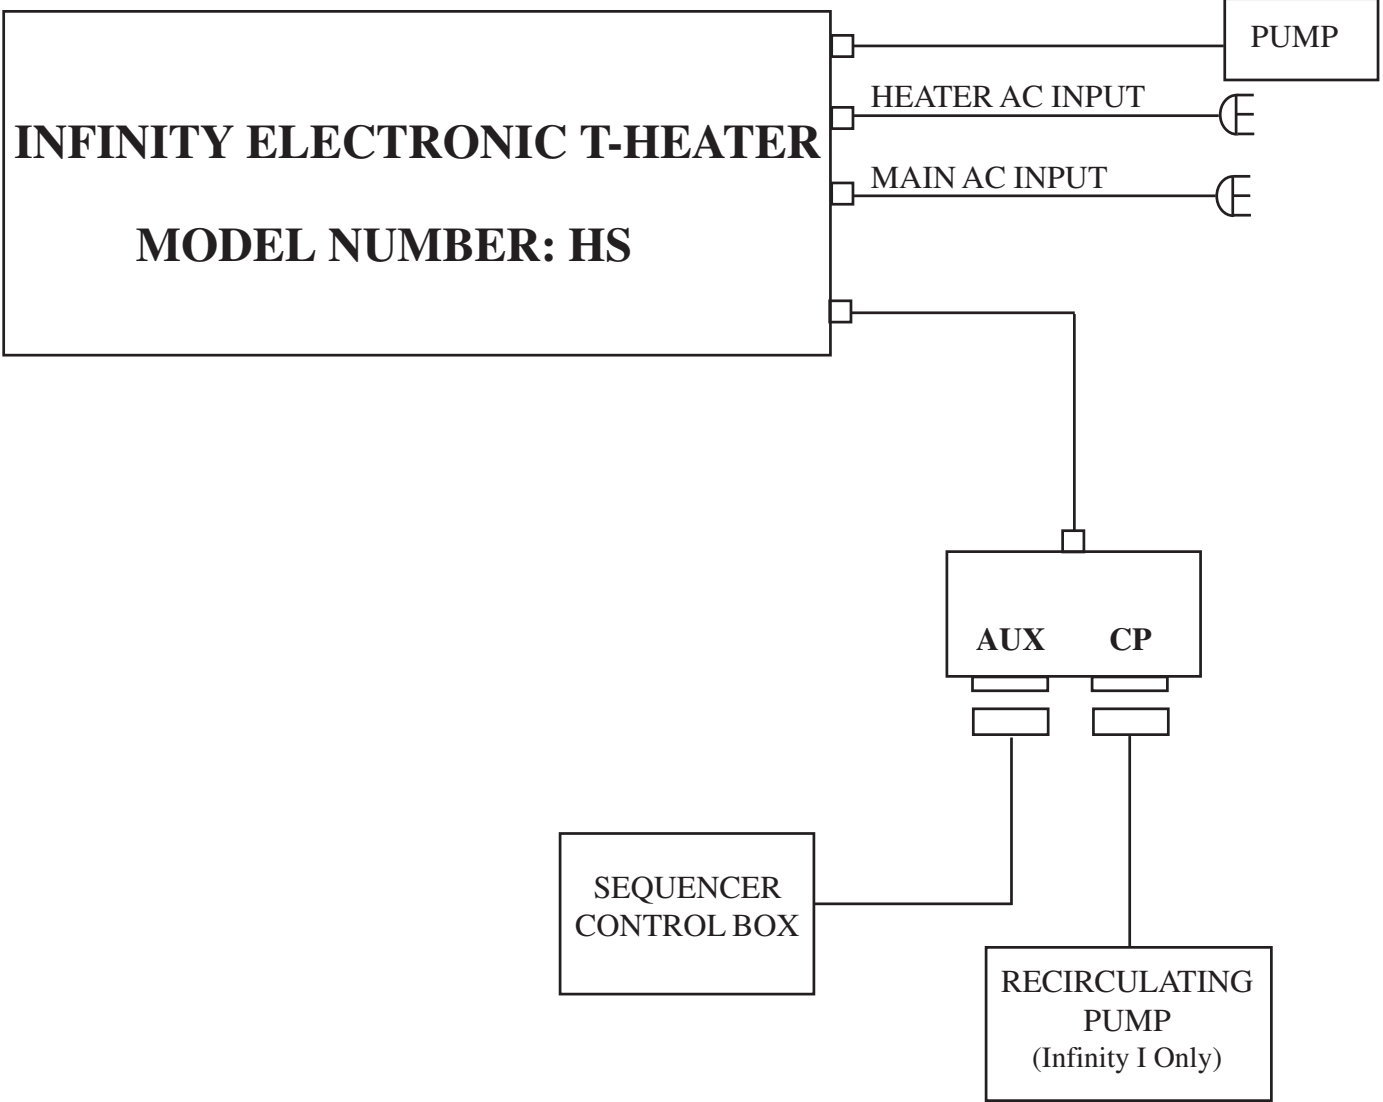 PUMP
HEATER AC INPUT
INFINITY ELECTRONIC T-HEATER
MAIN AC INPUT
MODEL NUMBER: HS
AUX CP
SEQUENCER
CONTROL BOX
RECIRCULATING
PUMP
(Infinity I Only)